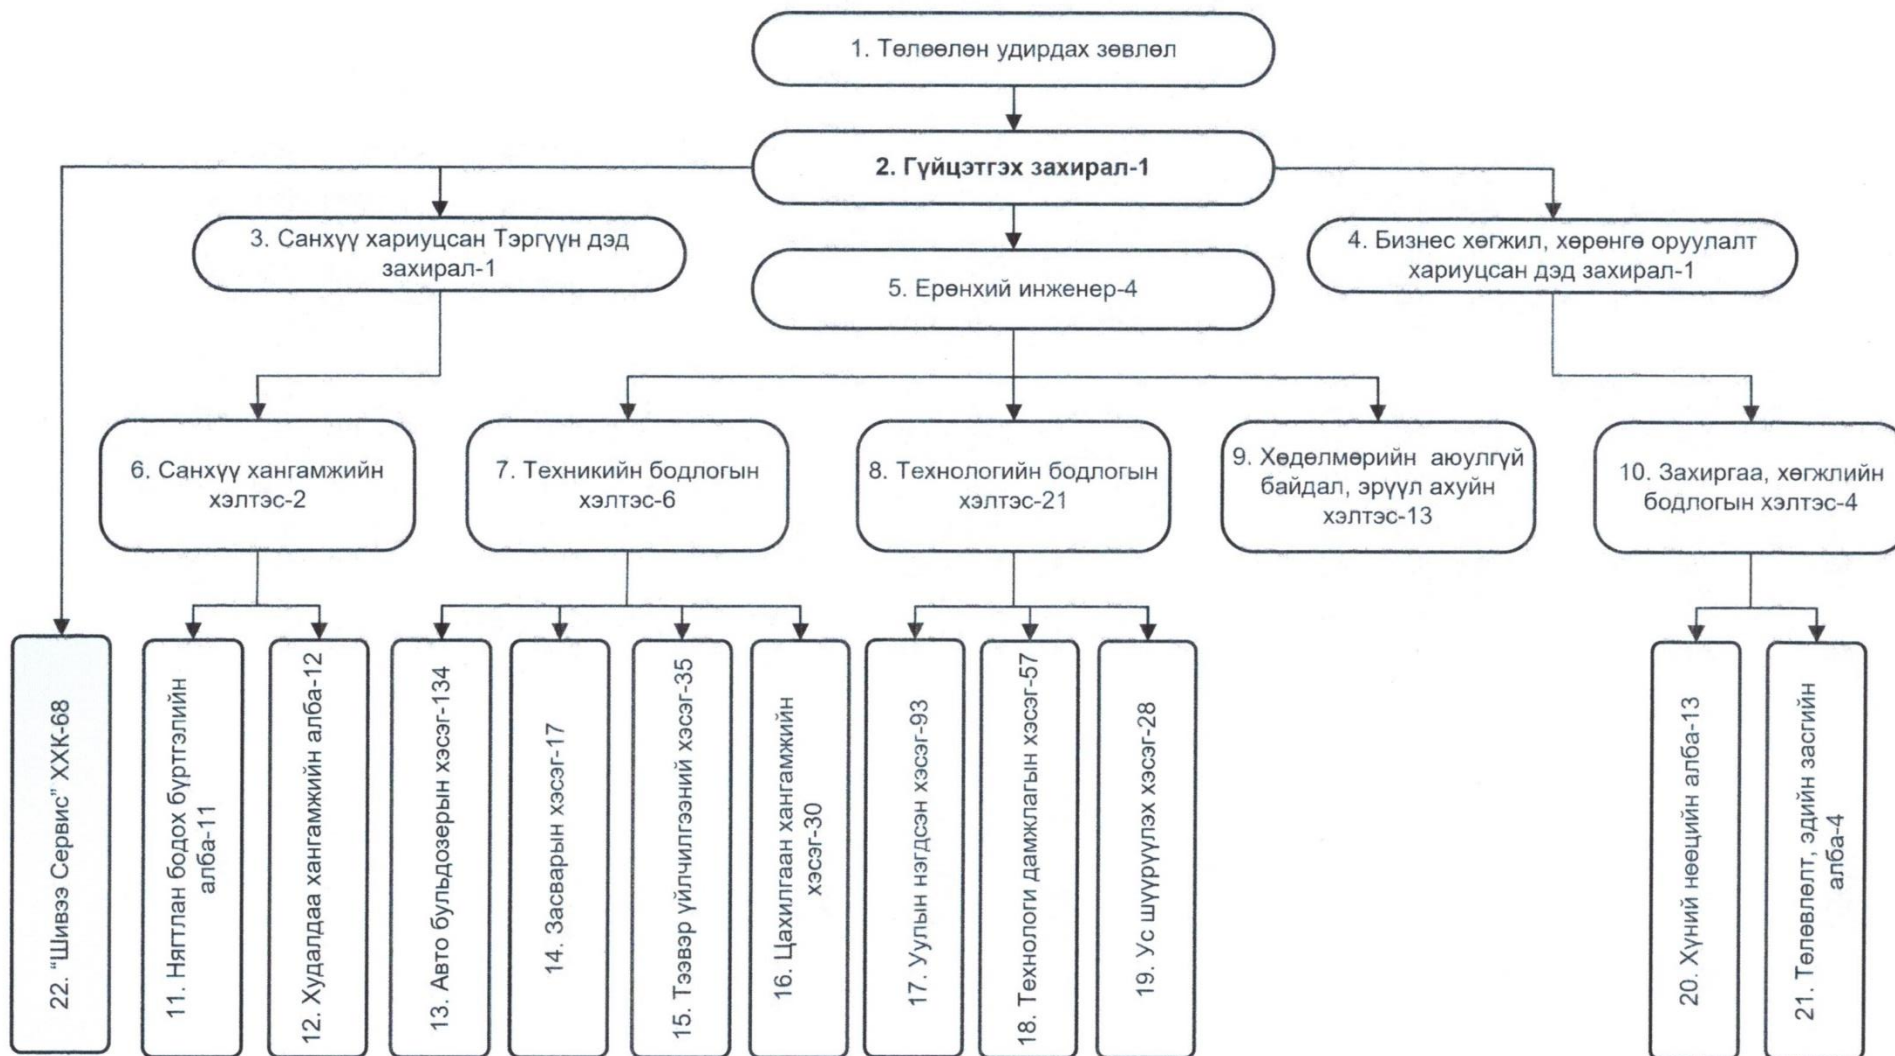 1. Төлөөлөн удирдах зөвлөл
2. Гүйцэтгэх захирал-1
3. Санхүү хариуцсан Тэргүүн дэд
захирал-1
4. Бизнес хөгжил, хөрөнгө оруулалт
хариуцсан дэд захирал-1
5. Ерөнхий инженер-4
6. Санхүү хангамжийн
хэлтэс-2
7. Техникийн бодлогын
хэлтэс-6
8. Технологийн бодлогын
хэлтэс-21
9. Хөдөлмөрийн аюулгүй
байдал, эрүүл ахуйн
хэлтэс-13
10. Захиргаа, хөгжлийн
бодлогын хэлтэс-4
22. "Шивээ Сервис" ХХК-68
11. Нягтлан бодох бүртгэлийн
алба-11
12. Худалдаа хангамжийн алба-12
13. Авто бульдозерын хэсэг-134
14. Засварын хэсэг-17
15. Тээвэр үйлчилгээний хэсэг-35
16. Цахилгаан хангамжийн
хэсэг-30
17. Уулын нэгдсэн хэсэг-93
18. Технологи дамжлагын хэсэг-57
19. Ус шүүрүүлэх хэсэг-28
20. Хүний нөөцийн алба-13
21. Төлөвлөлт, эдийн засгийн
алба-4